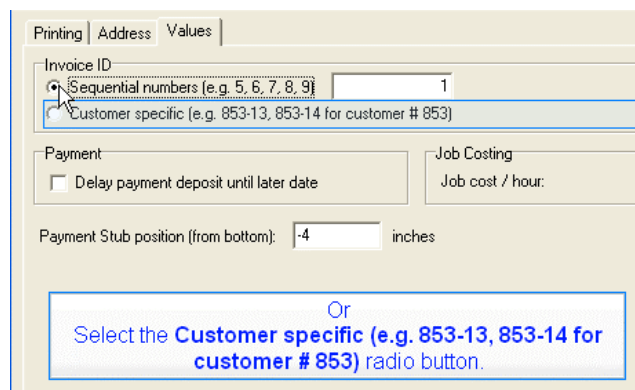 Printing Address Values
Invoice ID
Sequential numbers (e.g. 5, 6, 7, 8, 9) 1
Customer specific (e.g. 853-13, 853-14 for customer # 853)
Payment Job Costing
Delay payment deposit until later date Job cost / hour:
Payment Stub position (from bottom): -4 inches
Or
Select the Customer specific (e.g. 853-13, 853-14 for
customer # 853) radio button.